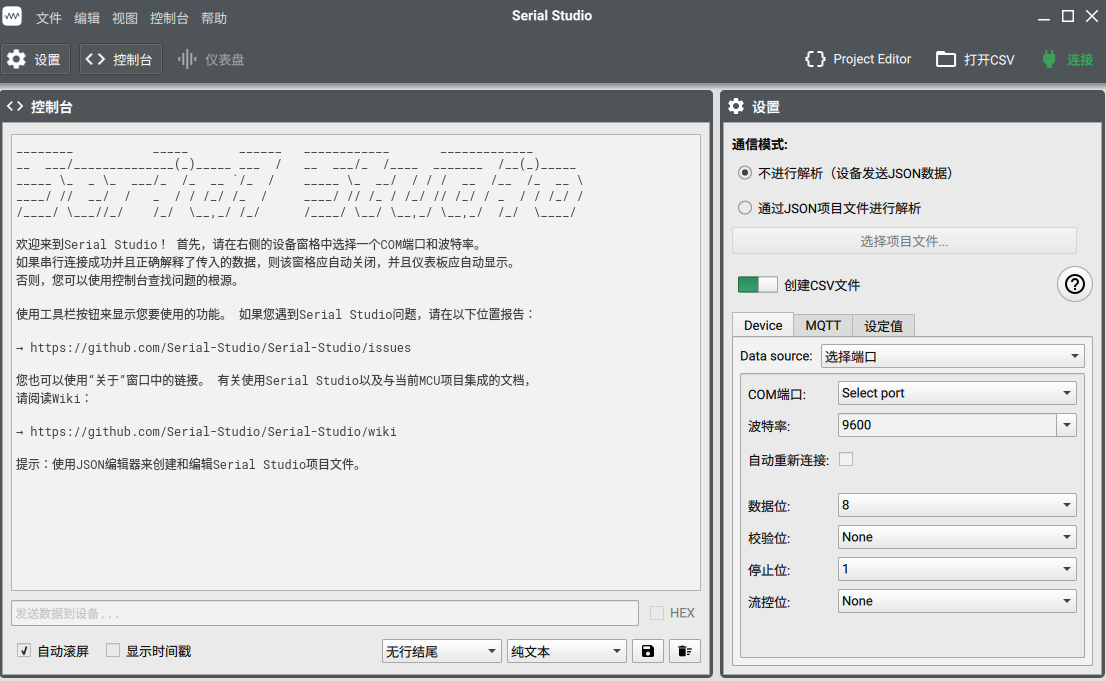 Serial Studio
文件 编辑 视图 控制台 帮助
设置 控制台 仪表盘 Project Editor 打开CSV 连接
控制台
欢迎来到Serial Studio! 首先，请在右侧的设备窗格中选择一个COM端口和波特率。
如果串行连接成功并且正确解释了传入的数据，则该窗格应自动关闭，并且仪表板应自动显示。
否则，您可以使用控制台查找问题的根源。
使用工具栏按钮来显示您要使用的功能。 如果您遇到Serial Studio问题，请在以下位置报告：
→ https://github.com/Serial-Studio/Serial-Studio/issues
您也可以使用“关于”窗口中的链接。 有关使用Serial Studio以及与当前MCU项目集成的文档，
请阅读Wiki：
→ https://github.com/Serial-Studio/Serial-Studio/wiki
提示：使用JSON编辑器来创建和编辑Serial Studio项目文件。
发送数据到设备... HEX
自动滚屏 显示时间戳 无行结尾 纯文本
设置
通信模式:
不进行解析（设备发送JSON数据）
通过JSON项目文件进行解析
选择项目文件...
创建CSV文件
Device MQTT 设定值
Data source: 选择端口
COM端口: Select port
波特率: 9600
自动重新连接:
数据位: 8
校验位: None
停止位: 1
流控位: None